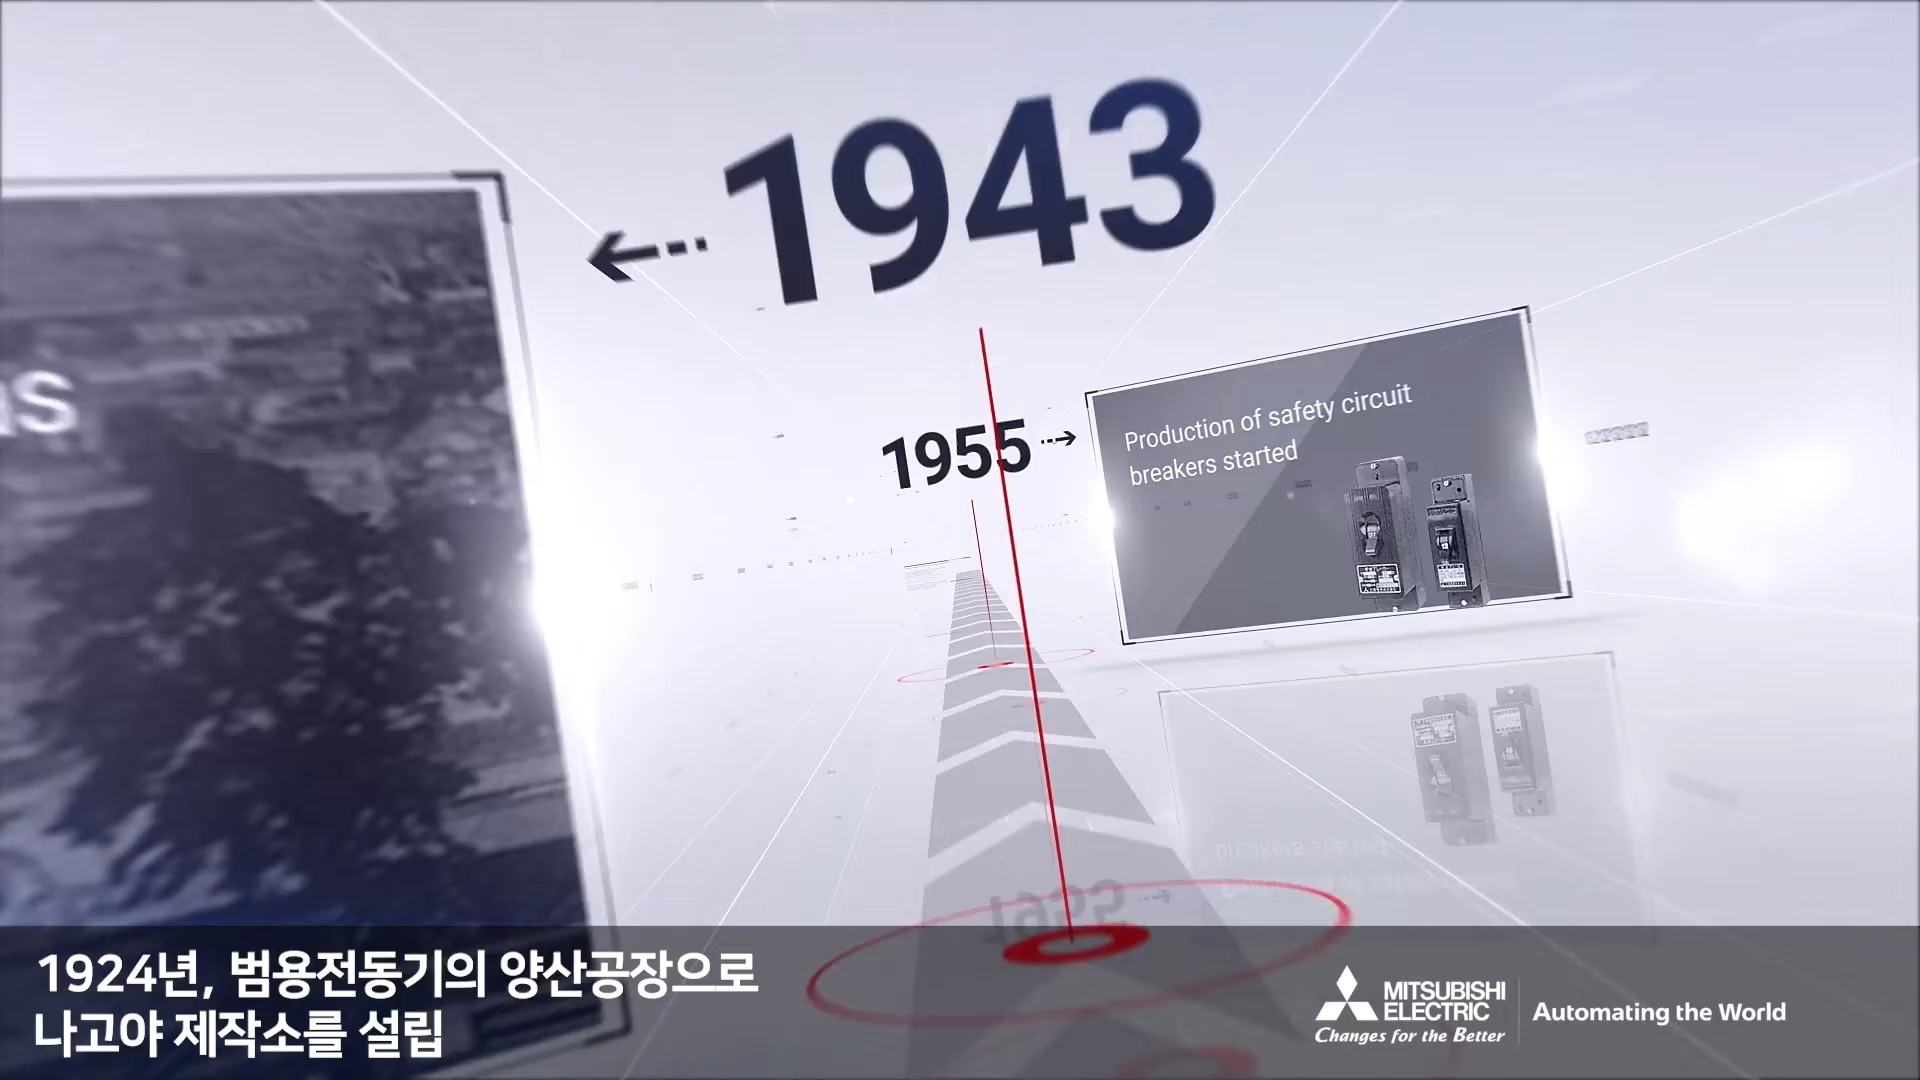 1943
1955
Production of safety circuit
breakers started
1924년, 범용전동기의 양산공장으로
나고야 제작소를 설립
MITSUBISHI
ELECTRIC
Changes for the Better
Automating the World